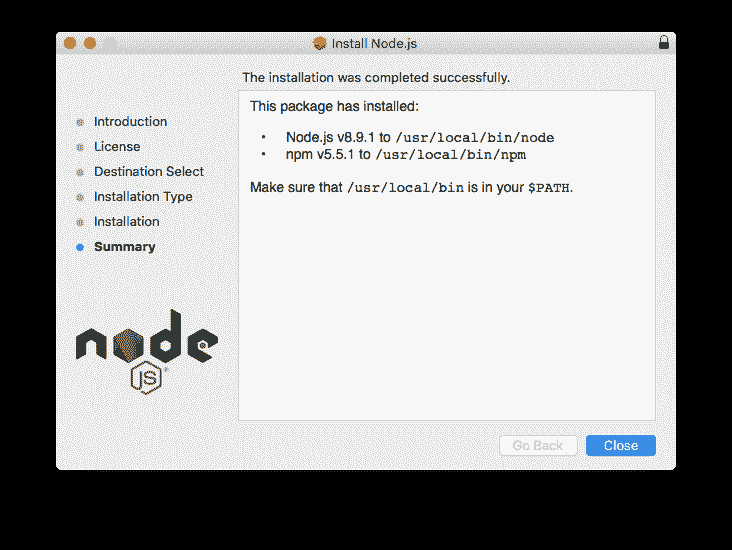 Install Node.js
The installation was completed successfully.
Introduction
License
Destination Select
Installation Type
Installation
Summary
This package has installed:
• Node.js v8.9.1 to /usr/local/bin/node
• npm v5.5.1 to /usr/local/bin/npm
Make sure that /usr/local/bin is in your $PATH.
node
JS®
Go Back
Close